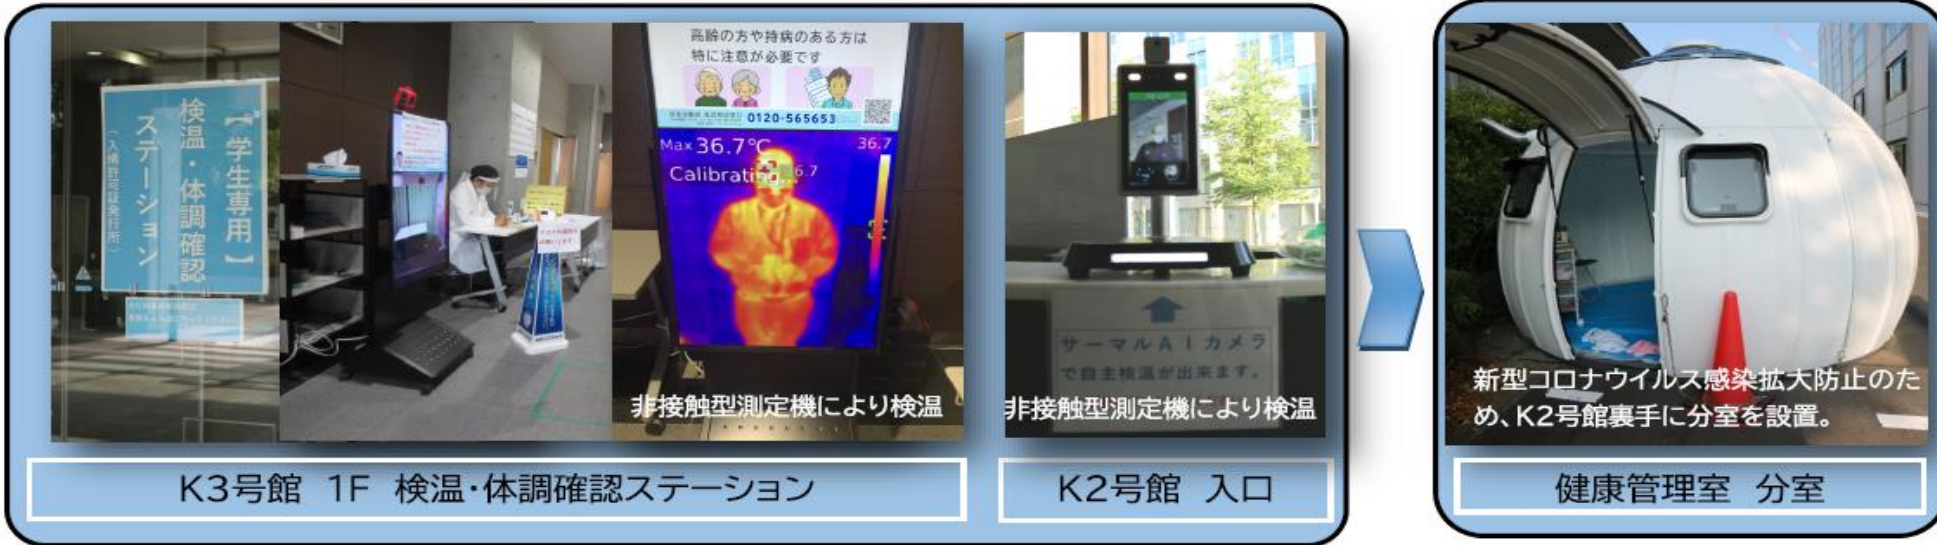 【学生専用】
検温・体調確認
ステーション
(入構許可証発行所)
高齢の方や持病のある方は
特に注意が必要です
0120-565653
Max 36.7℃
36.7
Calibrating...
36.7
非接触型測定機により検温
サーマルAIカメラ
で自主検温が出来ます。
非接触型測定機により検温
新型コロナウイルス感染拡大防止のた
め、K2号館裏手に分室を設置。
K3号館 1F 検温・体調確認ステーション
K2号館 入口
健康管理室 分室